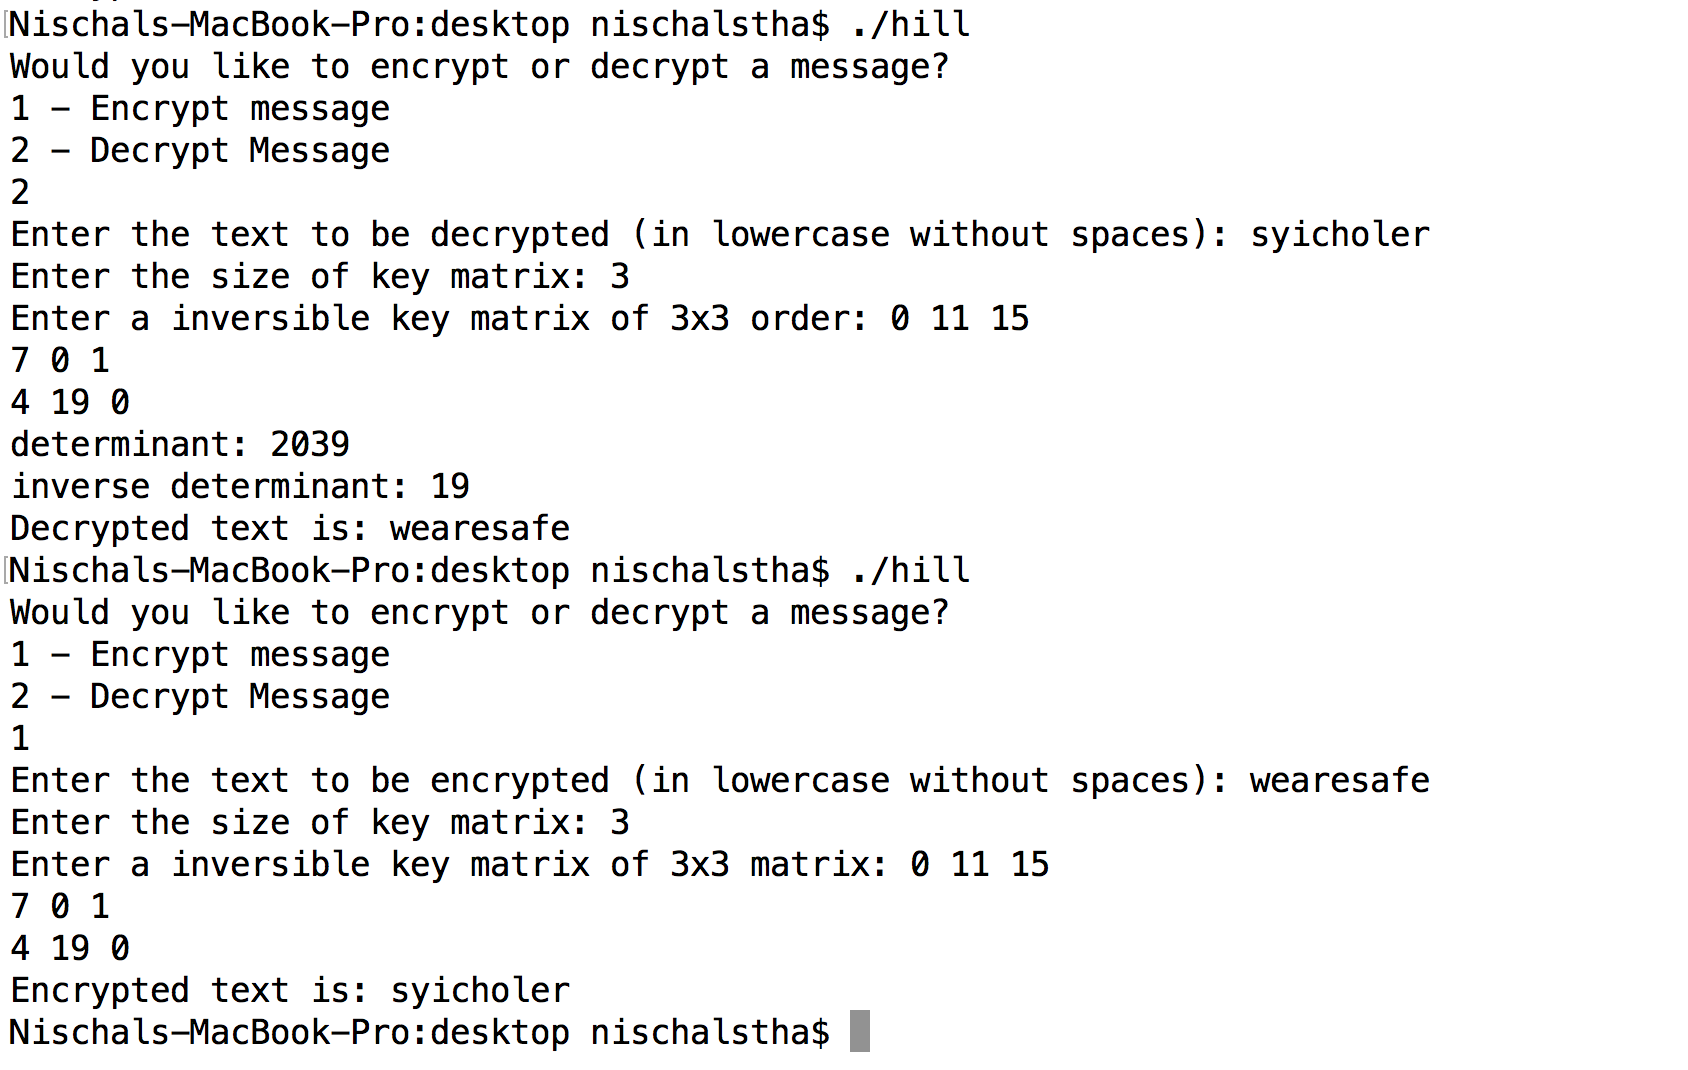 Nischals-MacBook-Pro:desktop nischalstha$ ./hill
Would you like to encrypt or decrypt a message?
1 - Encrypt message
2 - Decrypt Message
2
Enter the text to be decrypted (in lowercase without spaces): syicholer
Enter the size of key matrix: 3
Enter a inversible key matrix of 3x3 order: 0 11 15
7 0 1
4 19 0
determinant: 2039
inverse determinant: 19
Decrypted text is: wearesafe
Nischals-MacBook-Pro:desktop nischalstha$ ./hill
Would you like to encrypt or decrypt a message?
1 - Encrypt message
2 - Decrypt Message
1
Enter the text to be encrypted (in lowercase without spaces): wearesafe
Enter the size of key matrix: 3
Enter a inversible key matrix of 3x3 matrix: 0 11 15
7 0 1
4 19 0
Encrypted text is: syicholer
Nischals-MacBook-Pro:desktop nischalstha$